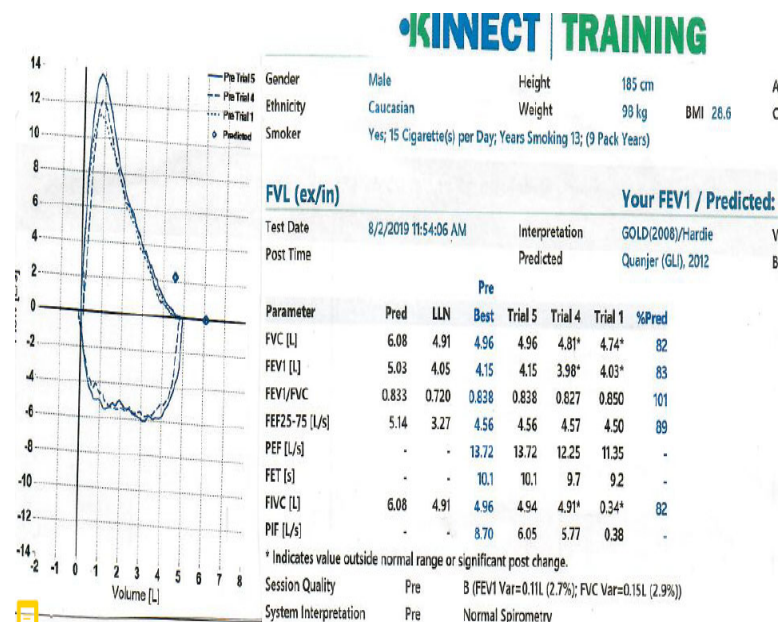 KINNECT | TRAINING
14
12
10
8
6
4
2
0
-2
-4
-6
-8
-10
-12
-14
-2 -1 0 1 2 3 4 5 6 7 8
Volume [L]
Pre Trial 5
Pre Trial 4
Pre Trial 1
Predicted
Gender Male Height 185 cm
Ethnicity Caucasian Weight 98 kg BMI 28.6
Smoker Yes; 15 Cigarette(s) per Day; Years Smoking 13; (9 Pack Years)
FVL (ex/in) Your FEV1 / Predicted:
Test Date 8/2/2019 11:54:06 AM Interpretation GOLD(2008)/Hardie
Post Time Predicted Quanjer (GLI), 2012
Pre
Parameter Pred LLN Best Trial 5 Trial 4 Trial 1 %Pred
FVC [L] 6.08 4.91 4.96 4.96 4.81* 4.74* 82
FEV1 [L] 5.03 4.05 4.15 4.15 3.98* 4.03* 83
FEV1/FVC 0.833 0.720 0.838 0.838 0.827 0.850 101
FEF25-75 [L/s] 5.14 3.27 4.56 4.56 4.57 4.50 89
PEF [L/s] - - 13.72 13.72 12.25 11.35 -
FET [s] - - 10.1 10.1 9.7 9.2 -
FIVC [L] 6.08 4.91 4.96 4.94 4.91* 0.34* 82
PIF [L/s] - - 8.70 6.05 5.77 0.38 -
* Indicates value outside normal range or significant post change.
Session Quality Pre B (FEV1 Var=0.11L (2.7%); FVC Var=0.15L (2.9%))
System Interpretation Pre Normal Spirometry